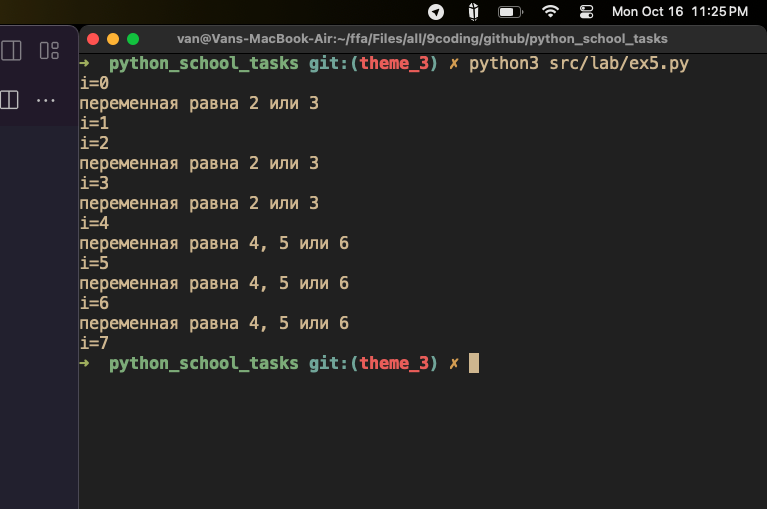 Mon Oct 16 11:25 PM
van@Vans-MacBook-Air:~/ffa/Files/all/9coding/github/python_school_tasks
➜ python_school_tasks git:(theme_3) ✗ python3 src/lab/ex5.py
i=0
переменная равна 2 или 3
i=1
i=2
переменная равна 2 или 3
i=3
переменная равна 2 или 3
i=4
переменная равна 4, 5 или 6
i=5
переменная равна 4, 5 или 6
i=6
переменная равна 4, 5 или 6
i=7
➜ python_school_tasks git:(theme_3) ✗